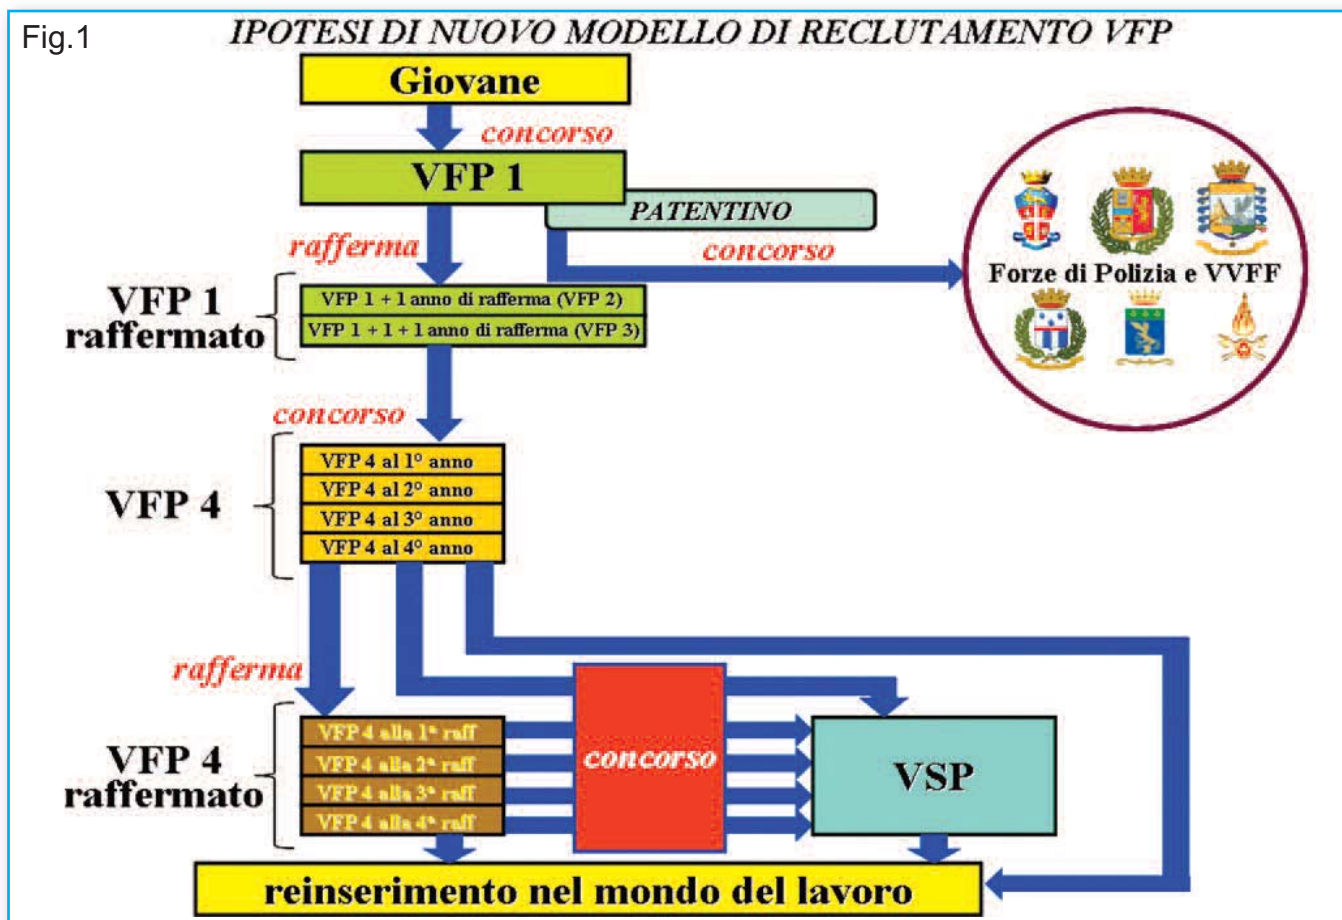 Fig.1
IPOTESI DI NUOVO MODELLO DI RECLUTAMENTO VFP
Giovane
concorso
VFP 1
PATENTINO
rafferma
concorso
Forze di Polizia e VVFF
VFP 1
raffermato
VFP 1 + 1 anno di rafferma (VFP 2)
VFP 1 + 1 + 1 anno di rafferma (VFP 3)
concorso
VFP 4
VFP 4 al 1° anno
VFP 4 al 2° anno
VFP 4 al 3° anno
VFP 4 al 4° anno
rafferma
VFP 4
raffermato
VFP 4 alla 1ª raff
VFP 4 alla 2ª raff
VFP 4 alla 3ª raff
VFP 4 alla 4ª raff
concorso
VSP
reinserimento nel mondo del lavoro